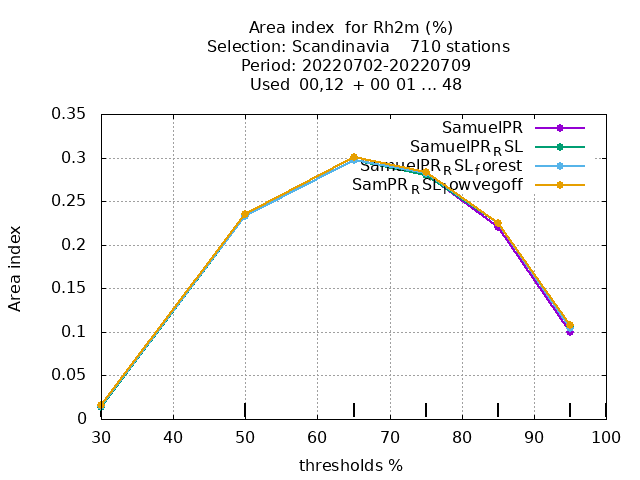 Area index  for Rh2m (%)
Selection: Scandinavia    710 stations
Period: 20220702-20220709
Used  00,12  + 00 01 ... 48
0.35
0.3
0.25
0.2
0.15
0.1
0.05
0
Area index
SamuelPR
SamuelPR_RSL
SamuelPR_RSL_forest
SamPR_RSL_lowvegoff
30 40 50 60 70 80 90 100
thresholds %